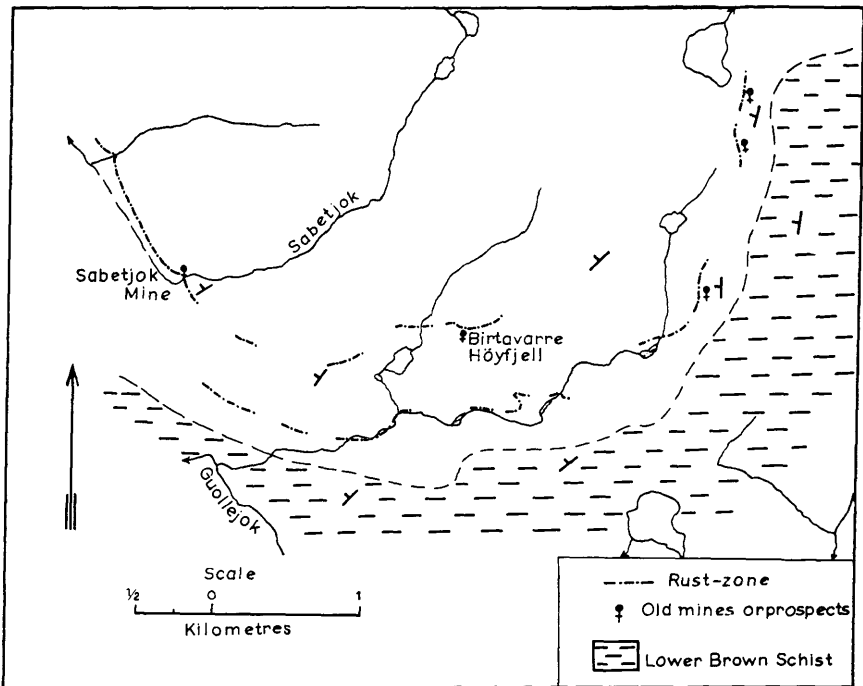 Sabetjok
Sabetjok
Mine
Birtavarre
Höyfjell
Guollejok
Scale
½ 0 1
Kilometres
Rust-zone
Old mines orprospects
Lower Brown Schist